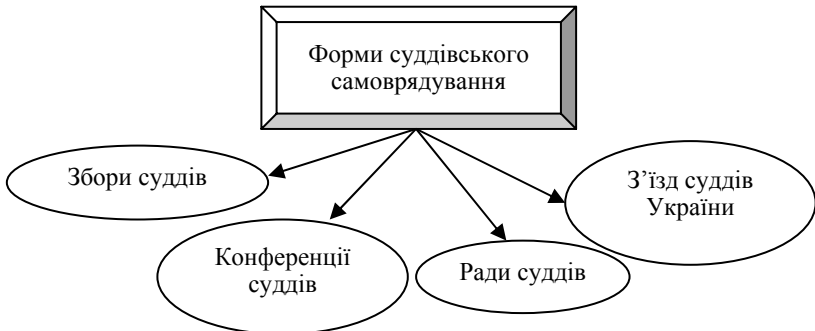 Форми суддівського
самоврядування
Збори суддів
Конференції
суддів
Ради суддів
З’їзд суддів
України